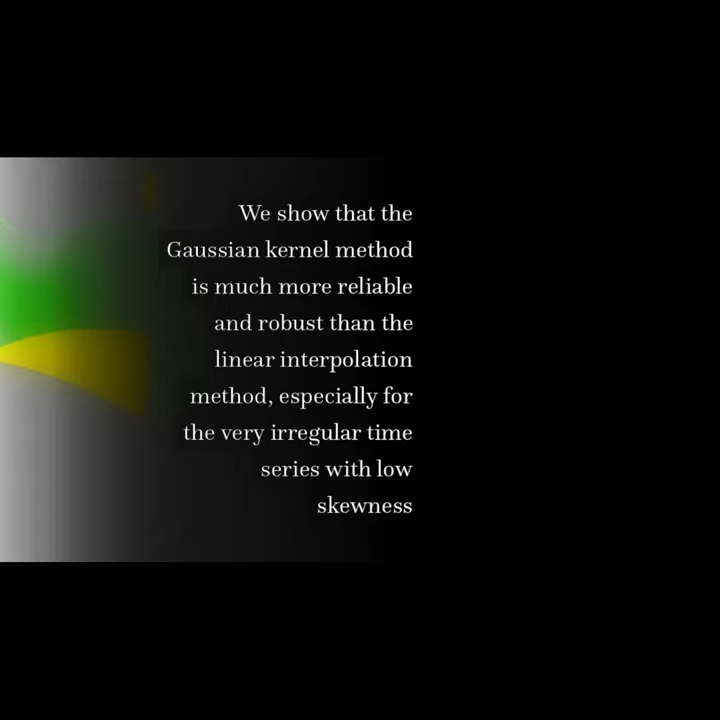 We show that the
Gaussian kernel method
is much more reliable
and robust than the
linear interpolation
method, especially for
the very irregular time
series with low
skewness